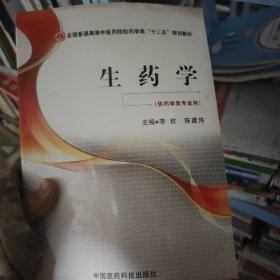 全国普通高等中医药院校药学类“十二五”规划教材
生药学
（供药学类专业用）
主编 李 钦 陈建伟
中国医药科技出版社